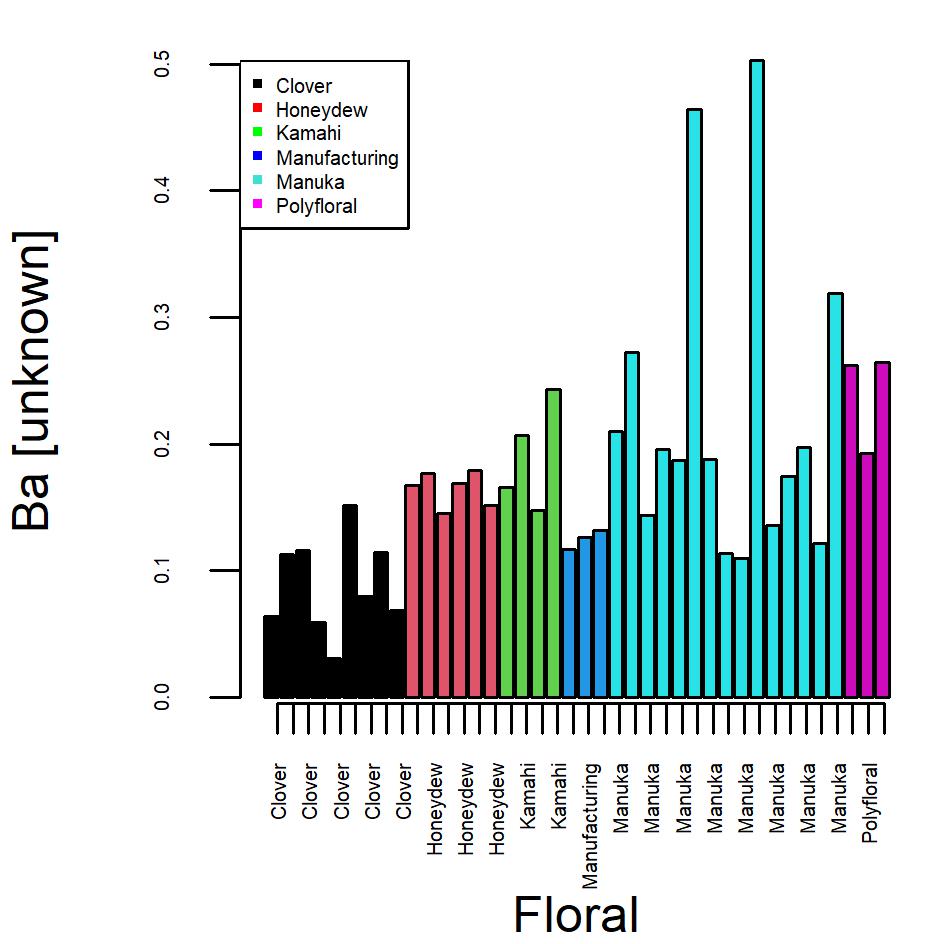 0.5
0.4
0.3
0.2
0.1
0.0
Ba [unknown]
Clover
Honeydew
Kamahi
Manufacturing
Manuka
Polyfloral
Clover
Clover
Clover
Clover
Clover
Honeydew
Honeydew
Honeydew
Kamahi
Kamahi
Manufacturing
Manuka
Manuka
Manuka
Manuka
Manuka
Manuka
Manuka
Manuka
Polyfloral
Floral